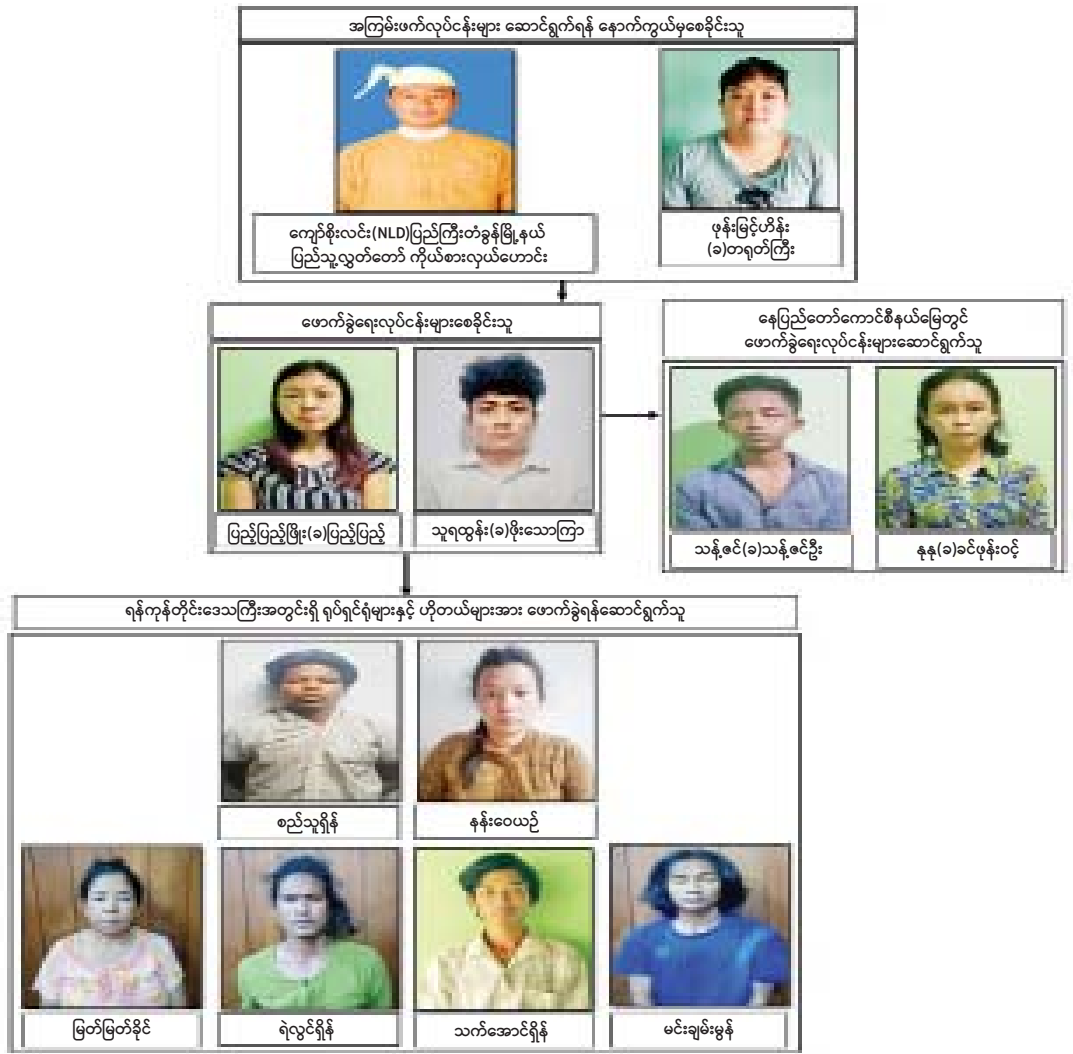 အကြမ်းဖက်လုပ်ငန်းများ ဆောင်ရွက်ရန် နောက်ကွယ်မှစေခိုင်းသူ
ကျော်စိုးလင်း(NLD)ပြည်ကြီးတံခွန်မြို့နယ်
ပြည်သူ့လွှတ်တော် ကိုယ်စားလှယ်ဟောင်း
ဖုန်းမြင့်ဟိန်း
(ခ)တရုတ်ကြီး
ဖောက်ခွဲရေးလုပ်ငန်းများစေခိုင်းသူ
ပြည့်ပြည့်ဖြိုး(ခ)ပြည့်ပြည့်
သူရထွန်း(ခ)ဖိုးသောကြာ
နေပြည်တော်ကောင်စီနယ်မြေတွင်
ဖောက်ခွဲရေးလုပ်ငန်းများဆောင်ရွက်သူ
သန့်ဇင်(ခ)သန့်ဇင်ဦး
နုနု(ခ)ခင်ဖုန်းဝင့်
ရန်ကုန်တိုင်းဒေသကြီးအတွင်းရှိ ရုပ်ရှင်ရုံများနှင့် ဟိုတယ်များအား ဖောက်ခွဲရန်ဆောင်ရွက်သူ
စည်သူရှိန်
နန်းဝေယဉ်
မြတ်မြတ်ခိုင်
ရဲလွင်ရှိန်
သက်အောင်ရှိန်
မင်းချမ်းမွန်